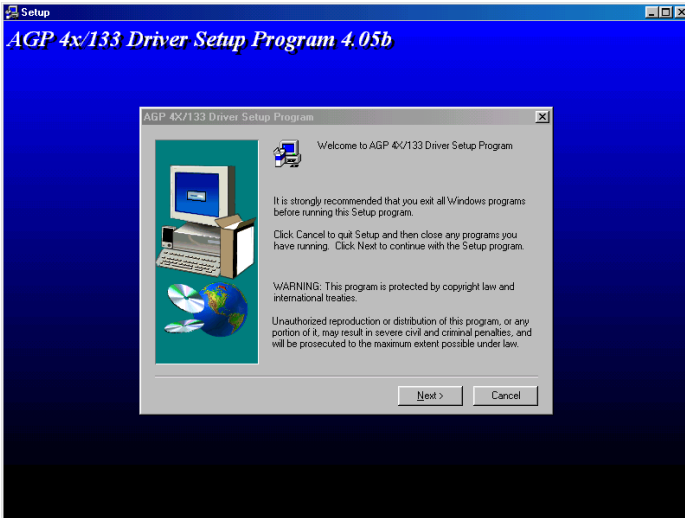 Setup
AGP 4x/133 Driver Setup Program 4.05b
AGP 4X/133 Driver Setup Program
Welcome to AGP 4X/133 Driver Setup Program
It is strongly recommended that you exit all Windows programs
before running this Setup program.
Click Cancel to quit Setup and then close any programs you
have running. Click Next to continue with the Setup program.
WARNING: This program is protected by copyright law and
international treaties.
Unauthorized reproduction or distribution of this program, or any
portion of it, may result in severe civil and criminal penalties, and
will be prosecuted to the maximum extent possible under law.
Next >
Cancel